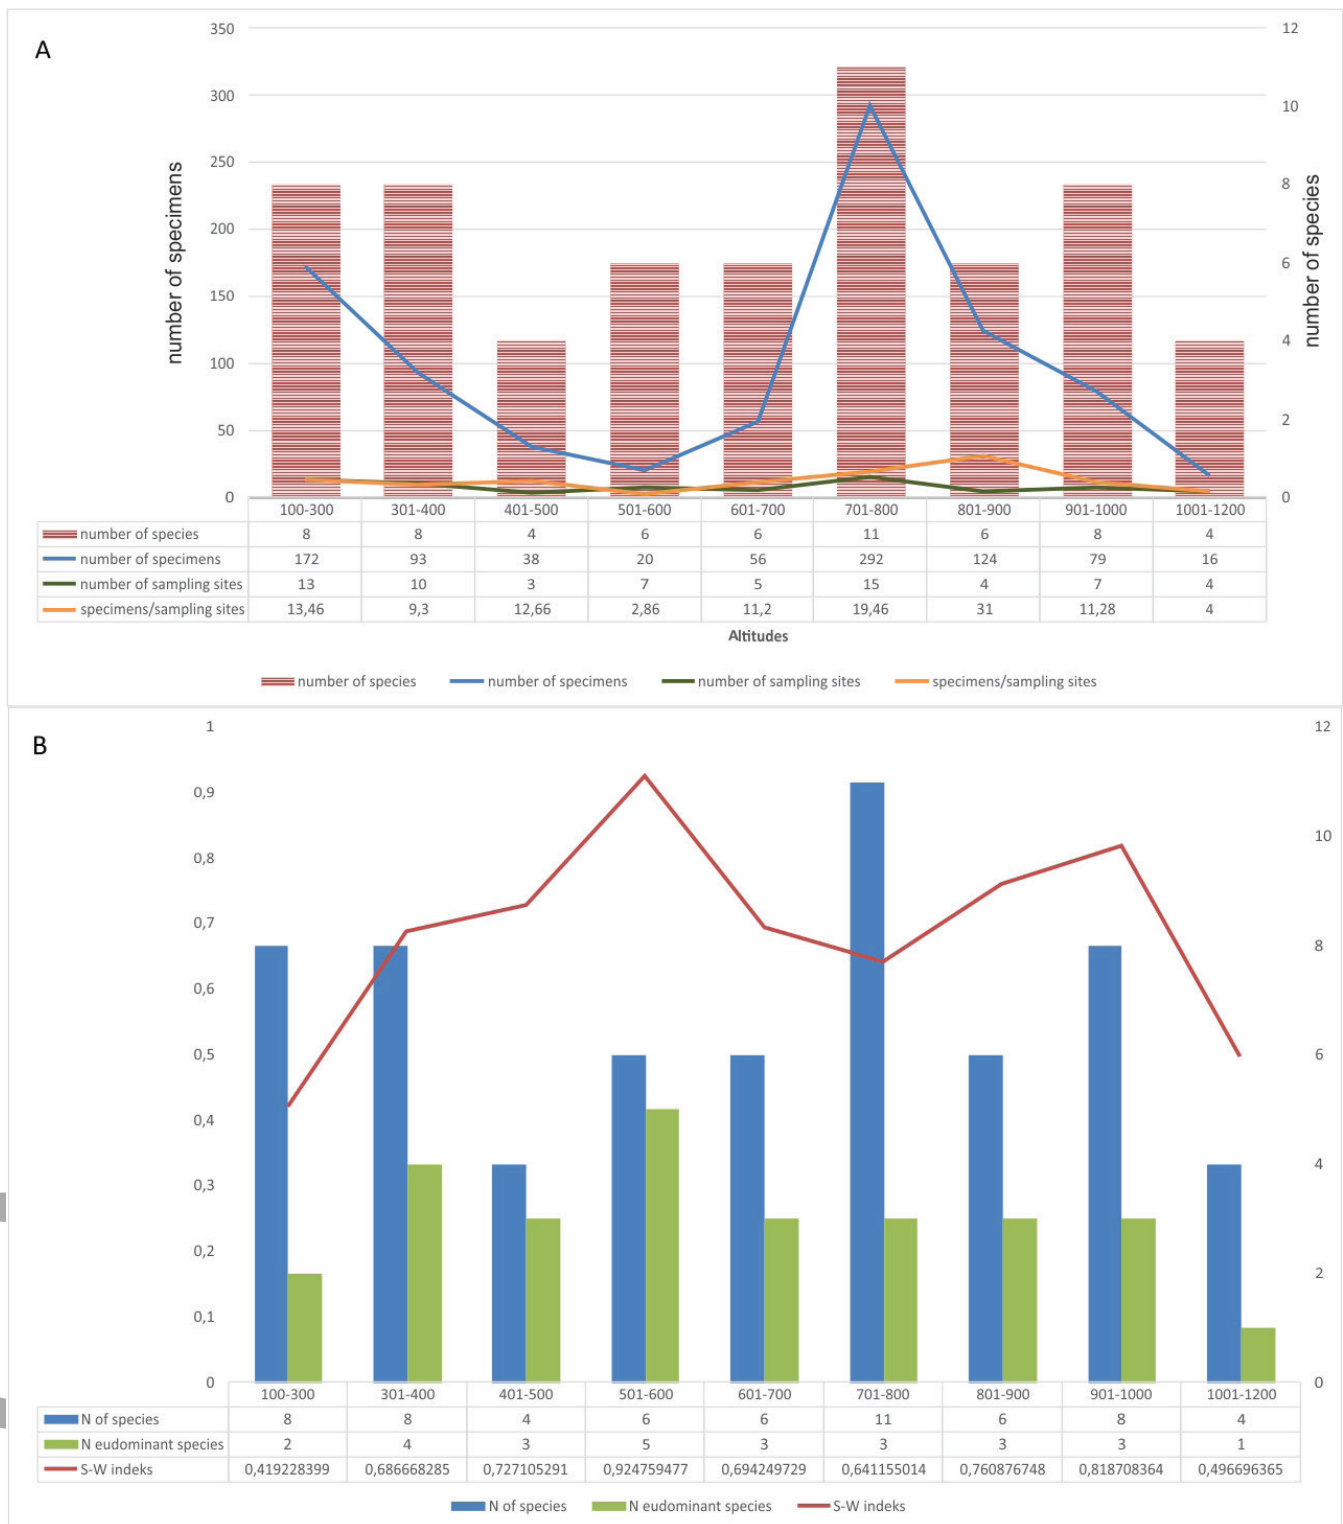 A
350
300
250
200
150
100
50
0
number of specimens
12
10
8
6
4
2
0
number of species
100-300 301-400 401-500 501-600 601-700 701-800 801-900 901-1000 1001-1200
number of species 8 8 4 6 6 11 6 8 4
number of specimens 172 93 38 20 56 292 124 79 16
number of sampling sites 13 10 3 7 5 15 4 7 4
specimens/sampling sites 13,46 9,3 12,66 2,86 11,2 19,46 31 11,28 4
Altitudes
number of species number of specimens number of sampling sites specimens/sampling sites
B
1
0,9
0,8
0,7
0,6
0,5
0,4
0,3
0,2
0,1
0
12
10
8
6
4
2
0
100-300 301-400 401-500 501-600 601-700 701-800 801-900 901-1000 1001-1200
N of species 8 8 4 6 6 11 6 8 4
N eudominant species 2 4 3 5 3 3 3 3 1
S-W indeks 0,419228399 0,686668285 0,727105291 0,924759477 0,694249729 0,641155014 0,760876748 0,818708364 0,496696365
N of species N eudominant species S-W indeks